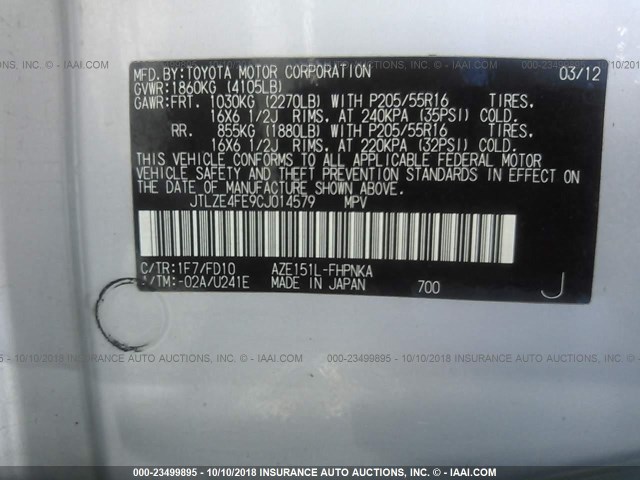 MFD.BY:TOYOTA MOTOR CORPORATION 03/12
GVWR:1860KG (4105LB)
GAWR:FRT. 1030KG (2270LB) WITH P205/55R16 TIRES.
16X6 1/2J RIMS. AT 240KPA (35PSI) COLD.
RR. 855KG (1880LB) WITH P205/55R16 TIRES.
16X6 1/2J RIMS. AT 220KPA (32PSI) COLD.
THIS VEHICLE CONFORMS TO ALL APPLICABLE FEDERAL MOTOR
VEHICLE SAFETY AND THEFT PREVENTION STANDARDS IN EFFECT ON
THE DATE OF MANUFACTURE SHOWN ABOVE.
JTLZE4FE9CJ014579 MPV
C/TR:1F7/FD10 AZE151L-FHPNKA
/TM:-02A/U241E MADE IN JAPAN 700 J
000-23499895 - 10/10/2018 INSURANCE AUTO AUCTIONS, INC. - © IAAI.COM